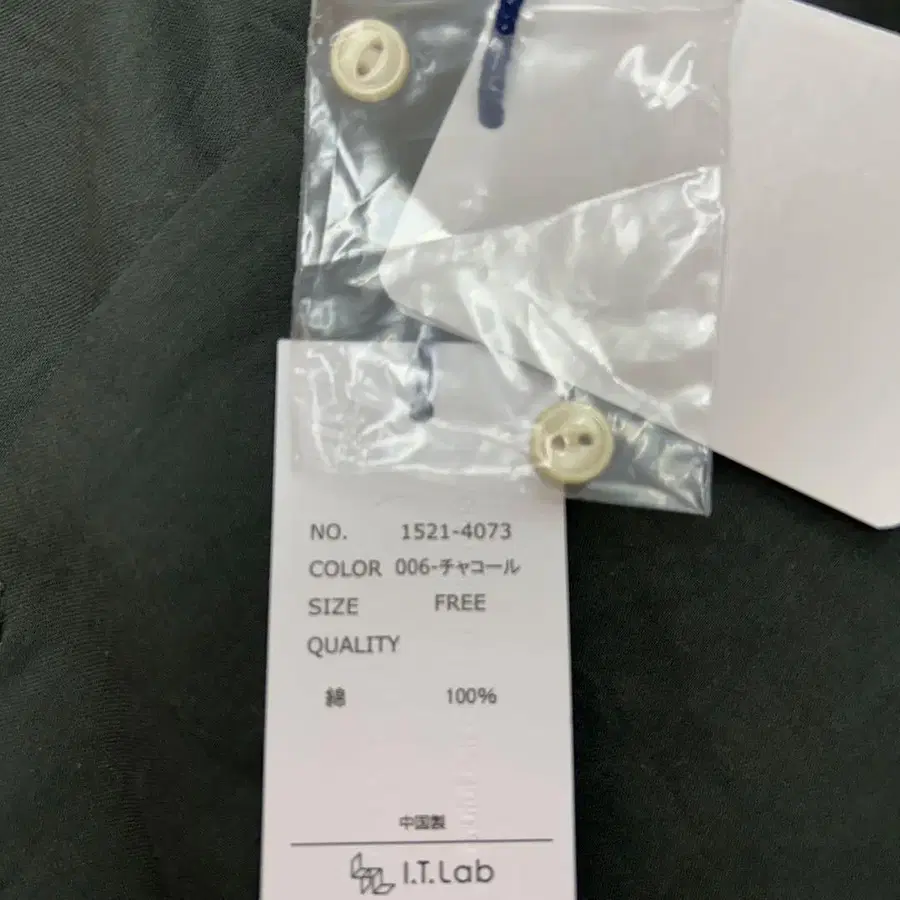 NO. 1521-4073
COLOR 006-チャコール
SIZE FREE
QUALITY
綿 100%
中国製
I.T.Lab